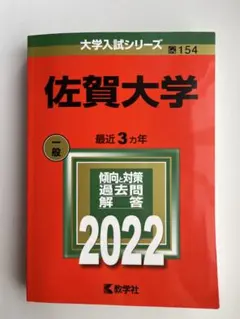 大学入試シリーズ 154
佐賀大学
最近3カ年
一般
傾向と対策
過去問
解答
2022
教学社